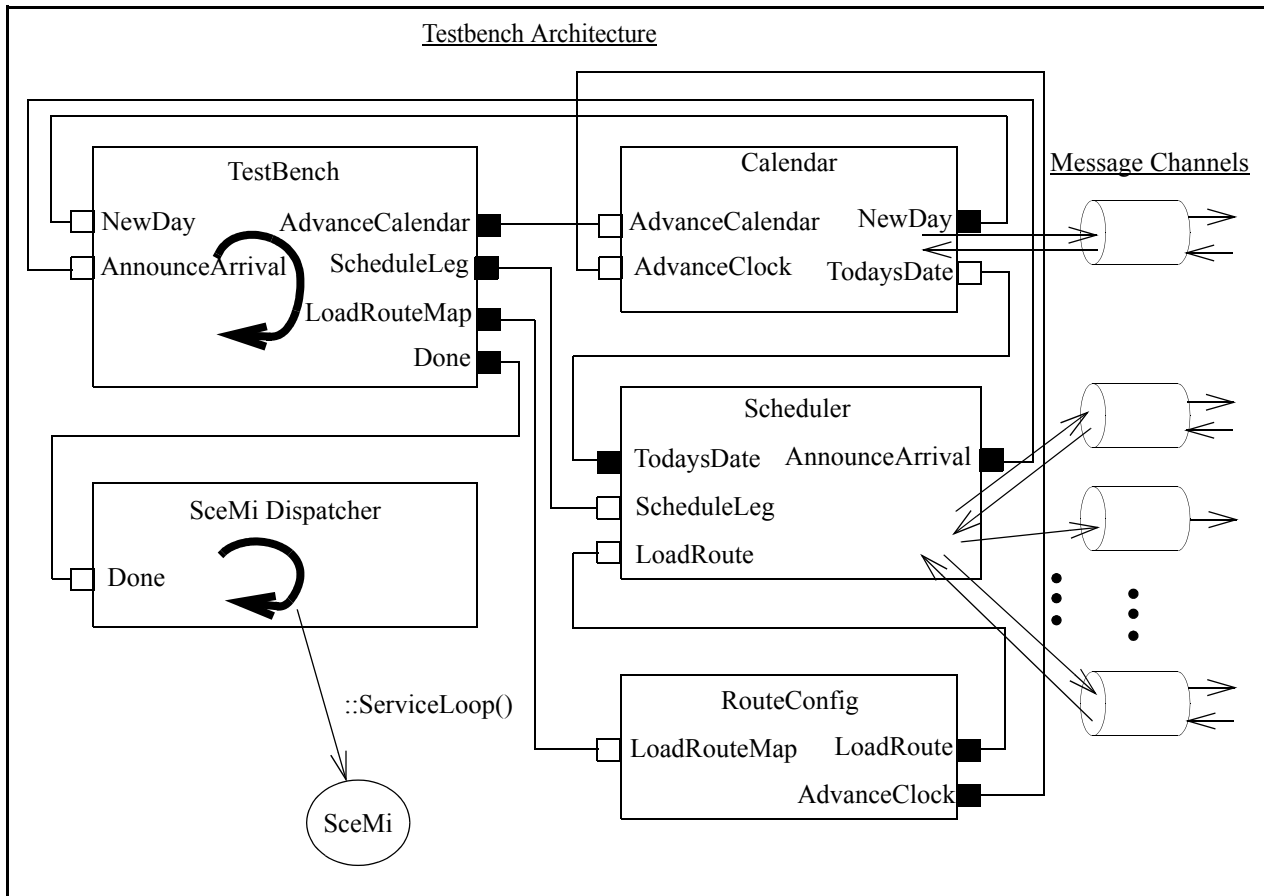 Testbench Architecture
Message Channels
TestBench
NewDay
AnnounceArrival
AdvanceCalendar
ScheduleLeg
LoadRouteMap
Done
Calendar
AdvanceCalendar
AdvanceClock
NewDay
TodaysDate
Scheduler
TodaysDate
ScheduleLeg
LoadRoute
AnnounceArrival
SceMi Dispatcher
Done
::ServiceLoop()
SceMi
RouteConfig
LoadRouteMap
LoadRoute
AdvanceClock